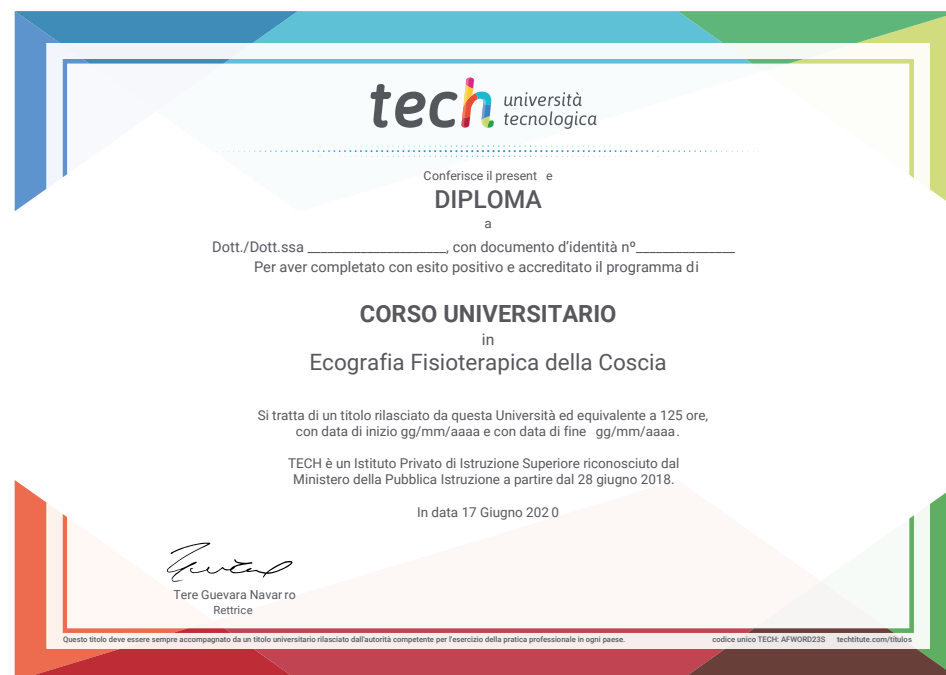 tech università
tecnologica
Conferisce il present e
DIPLOMA
a
Dott./Dott.ssa ____________________, con documento d'identità nº______________
Per aver completato con esito positivo e accreditato il programma di
CORSO UNIVERSITARIO
in
Ecografia Fisioterapica della Coscia
Si tratta di un titolo rilasciato da questa Università ed equivalente a 125 ore,
con data di inizio gg/mm/aaaa e con data di fine gg/mm/aaaa.
TECH è un Istituto Privato di Istruzione Superiore riconosciuto dal
Ministero della Pubblica Istruzione a partire dal 28 giugno 2018.
In data 17 Giugno 2020
Tere Guevara Navarro
Rettrice
Questo titolo deve essere sempre accompagnato da un titolo universitario rilasciato dall'autorità competente per l'esercizio della pratica professionale in ogni paese. codice unico TECH: AFWORD23S techtitute.com/titulos